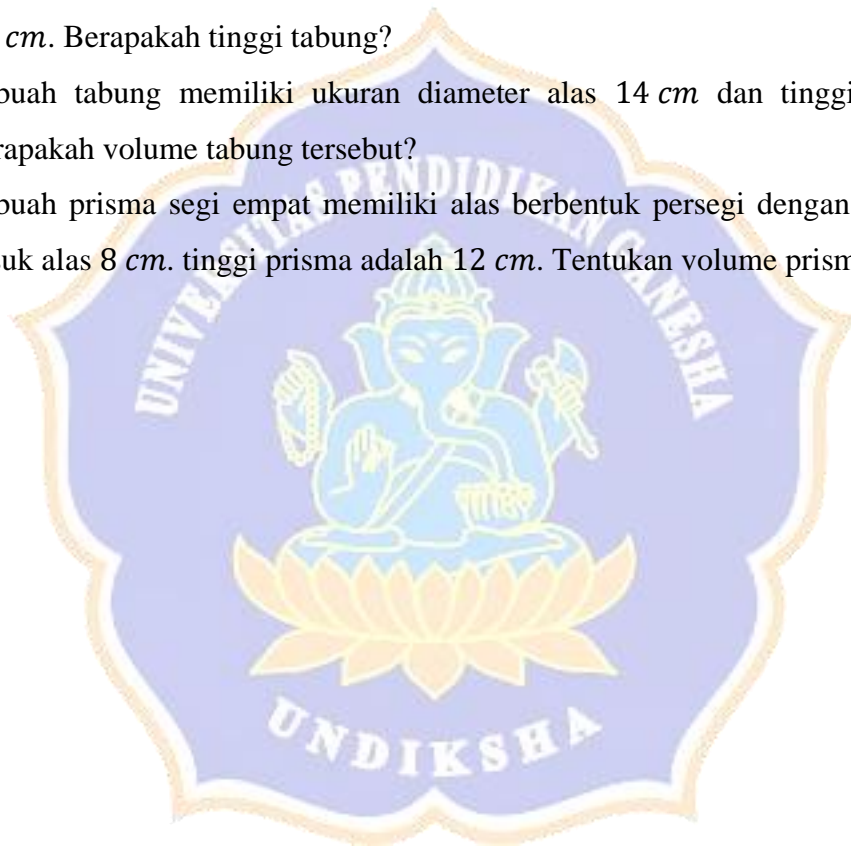 cm. Berapakah tinggi tabung?
buah tabung memiliki ukuran diameter alas 14 cm dan tinggi
rapakah volume tabung tersebut?
buah prisma segi empat memiliki alas berbentuk persegi dengan
uk alas 8 cm. tinggi prisma adalah 12 cm. Tentukan volume prism
UNIVERSITAS PENDIDIKAN GANESHA
UNDIKSHA